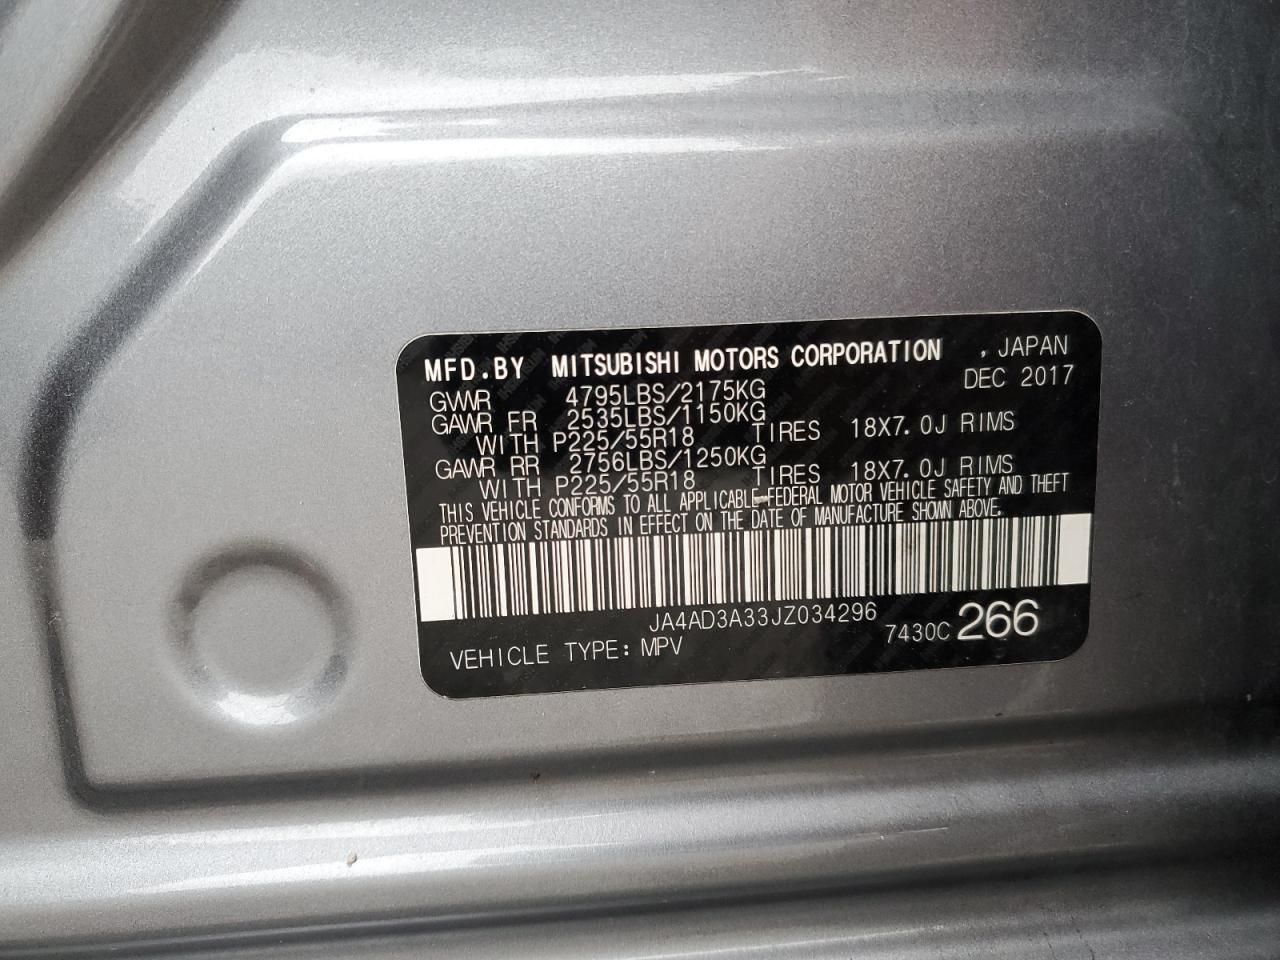 MFD.BY MITSUBISHI MOTORS CORPORATION , JAPAN
DEC 2017
GVWR 4795LBS/2175KG
GAWR FR 2535LBS/1150KG
WITH P225/55R18 TIRES 18X7.0J RIMS
GAWR RR 2756LBS/1250KG
WITH P225/55R18 TIRES 18X7.0J RIMS
THIS VEHICLE CONFORMS TO ALL APPLICABLE FEDERAL MOTOR VEHICLE SAFETY AND THEFT
PREVENTION STANDARDS IN EFFECT ON THE DATE OF MANUFACTURE SHOWN ABOVE.
JA4AD3A33JZ034296
7430C 266
VEHICLE TYPE: MPV